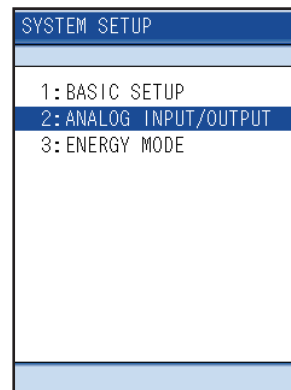 SYSTEM SETUP
1:BASIC SETUP
2:ANALOG INPUT/OUTPUT
3:ENERGY MODE